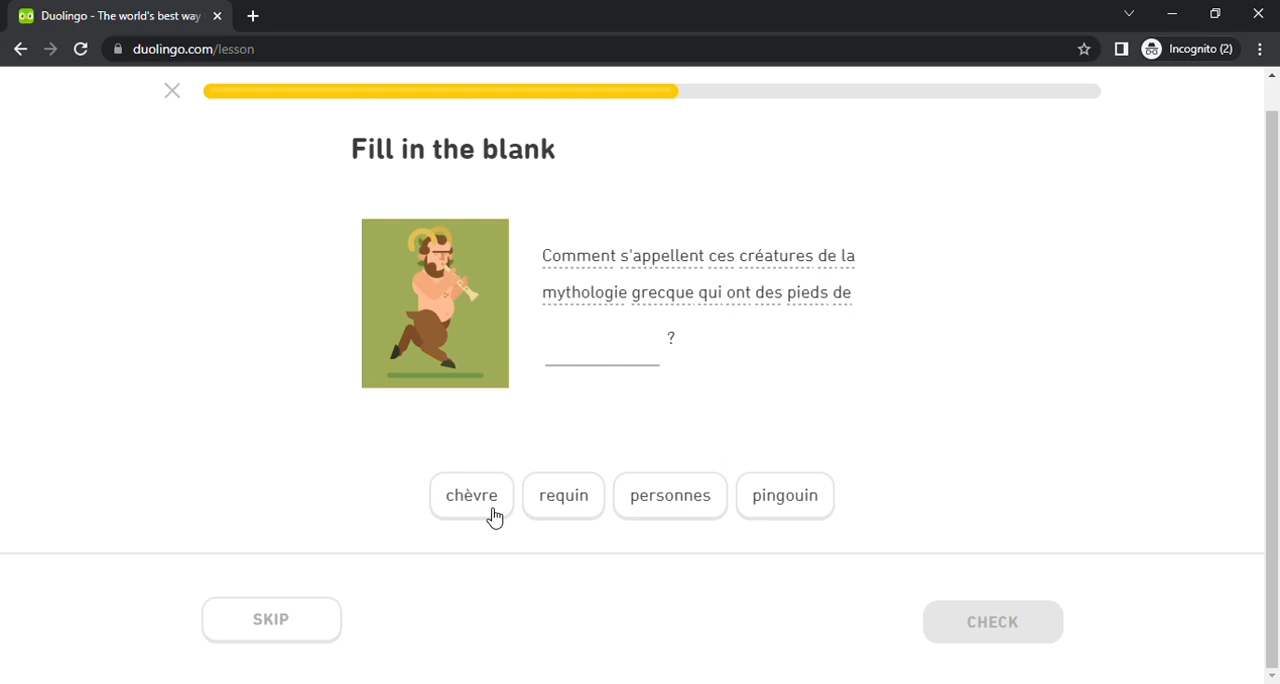 Duolingo - The world's best way
duolingo.com/lesson
Incognito (2)
Fill in the blank
Comment s'appellent ces créatures de la
mythologie grecque qui ont des pieds de
?
chèvre requin personnes pingouin
SKIP CHECK